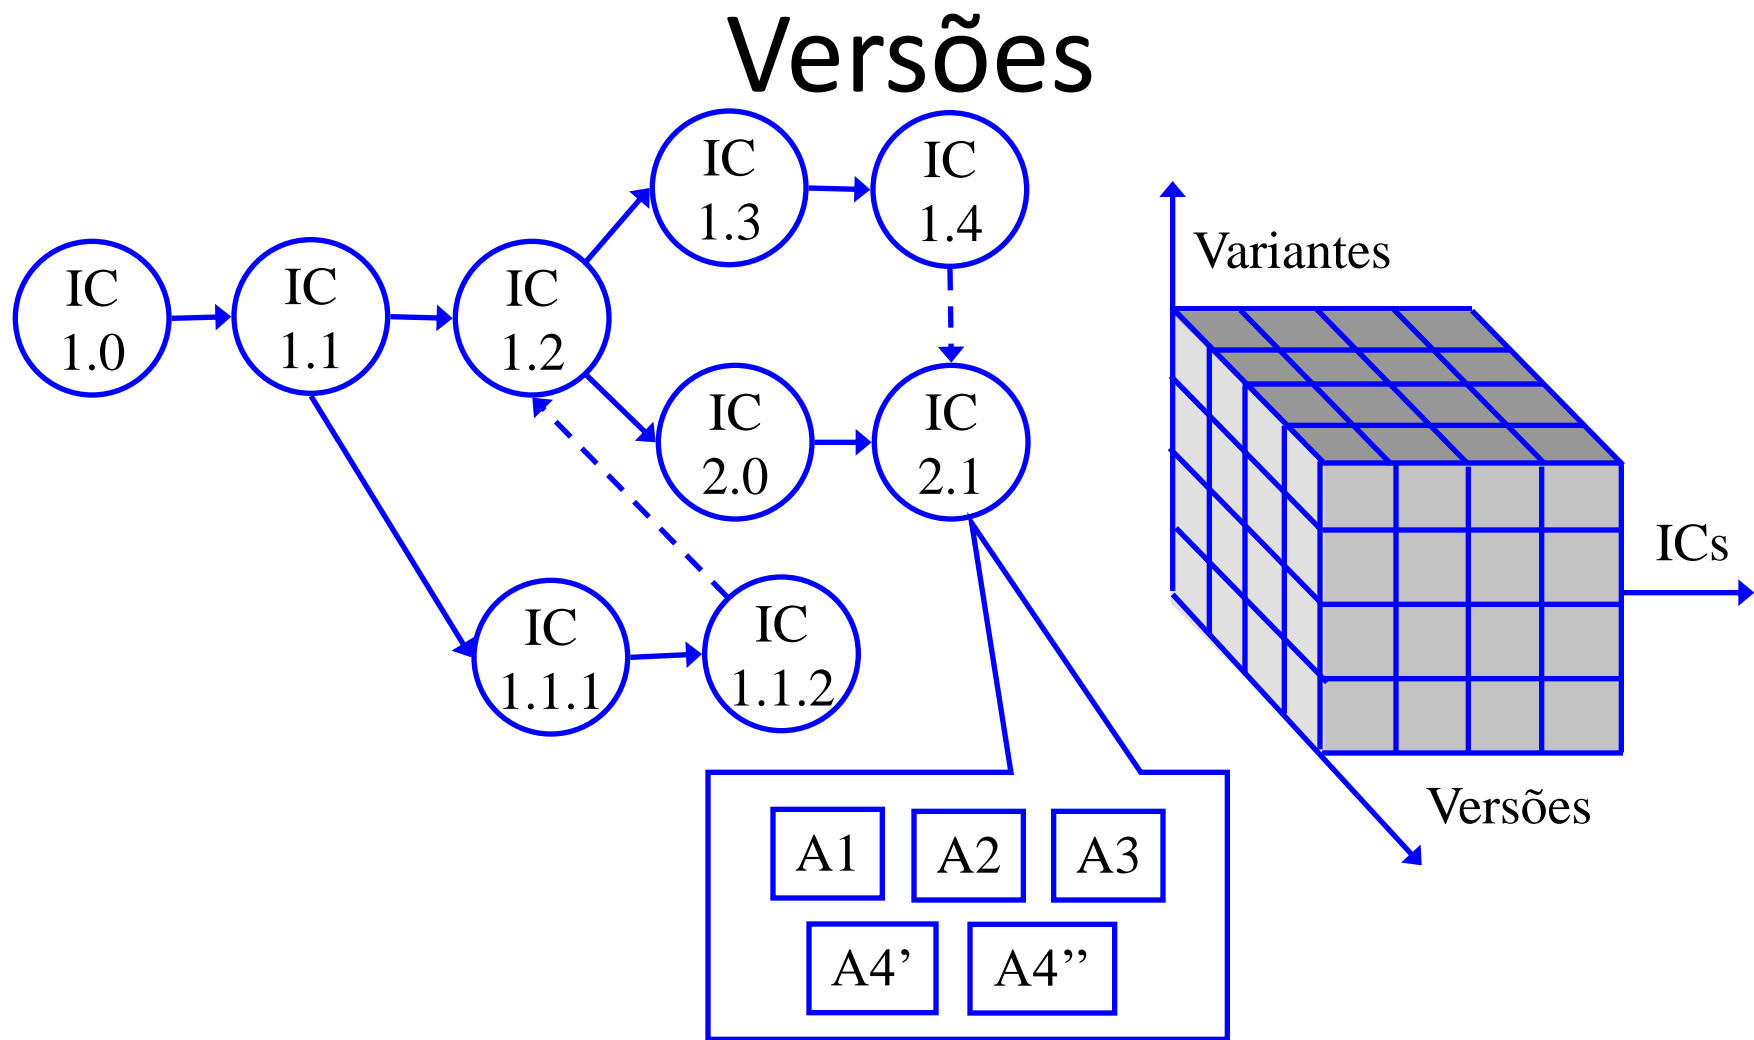 Versões
IC
1.0
IC
1.1
IC
1.2
IC
1.3
IC
1.4
IC
2.0
IC
2.1
IC
1.1.1
IC
1.1.2
A1
A2
A3
A4’
A4”
Variantes
ICs
Versões